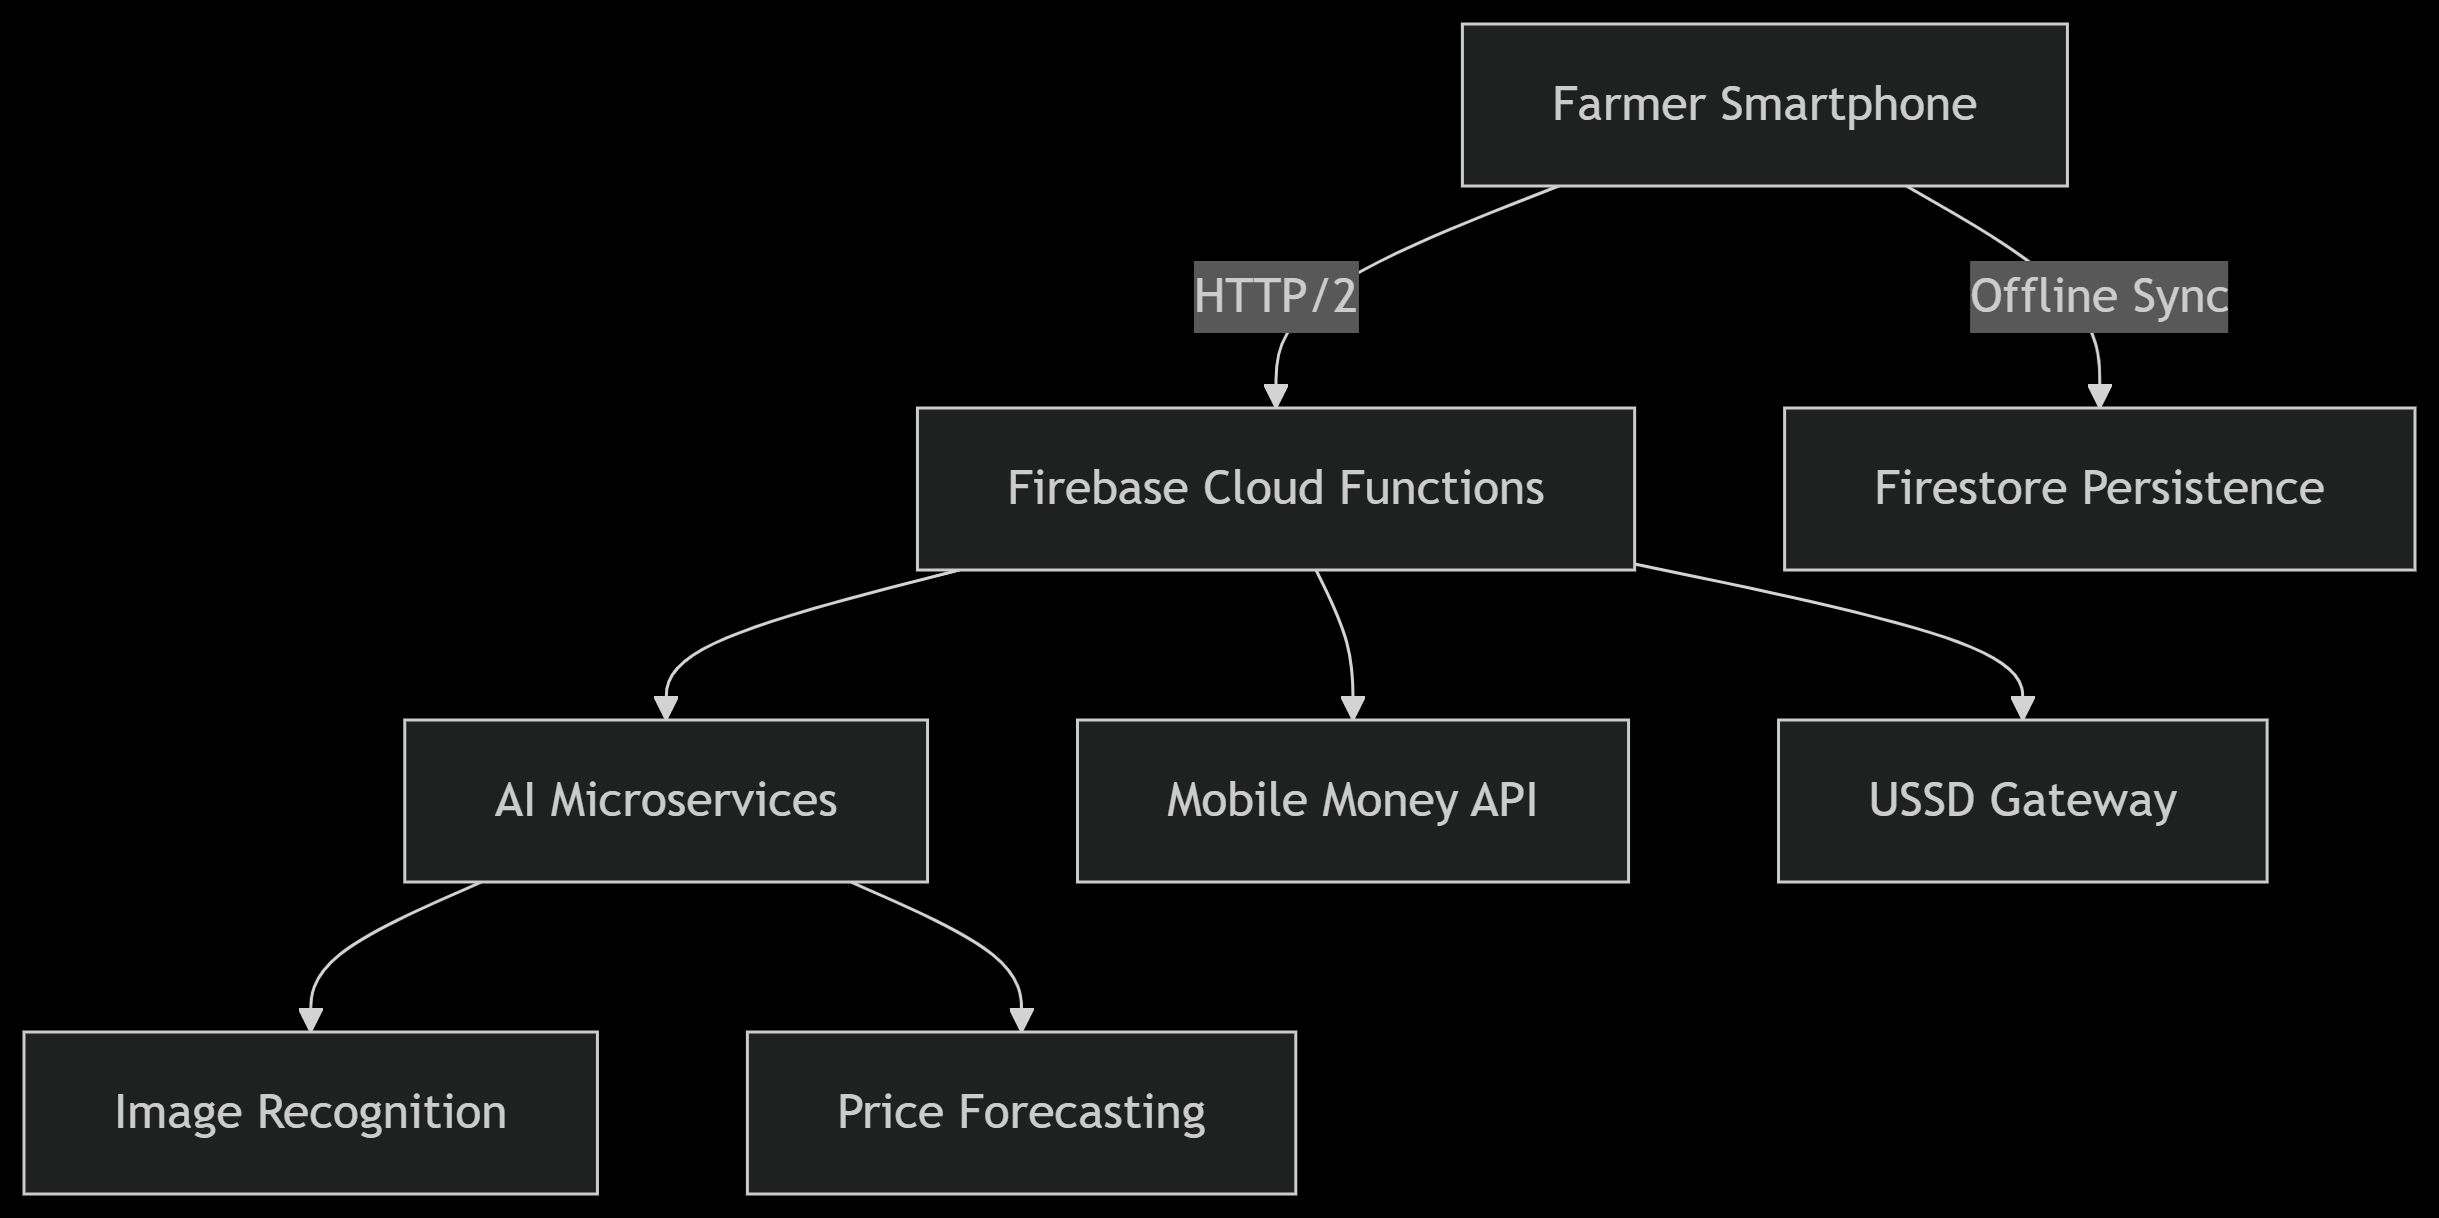 Farmer Smartphone
HTTP/2
Offline Sync
Firebase Cloud Functions
Firestore Persistence
AI Microservices
Mobile Money API
USSD Gateway
Image Recognition
Price Forecasting